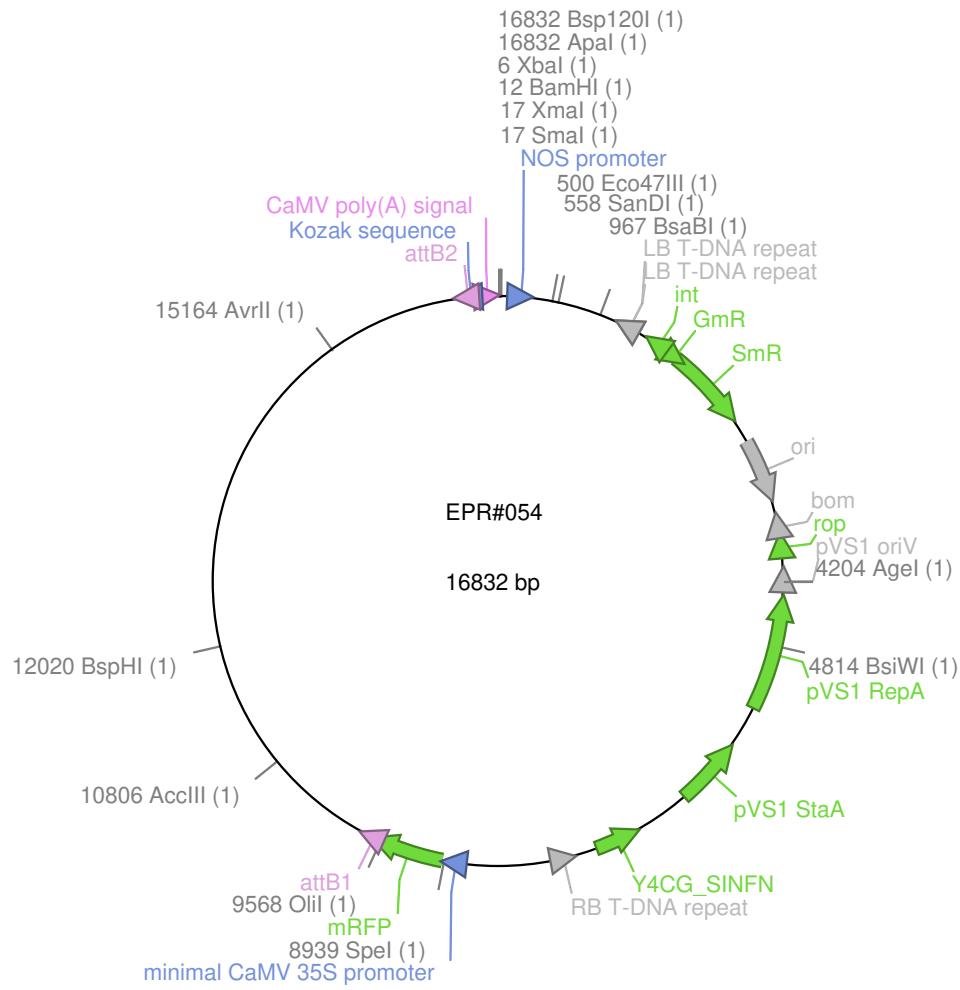 16832 Bsp120I (1)
16832 ApaI (1)
6 XbaI (1)
12 BamHI (1)
17 XmaI (1)
17 SmaI (1)
NOS promoter
500 Eco47III (1)
558 SanDI (1)
967 BsaBI (1)
LB T-DNA repeat
LB T-DNA repeat
int
GmR
SmR
ori
bom
rop
pVS1 oriV
4204 AgeI (1)
4814 BsiWI (1)
pVS1 RepA
pVS1 StaA
Y4CG_SINFN
RB T-DNA repeat
minimal CaMV 35S promoter
8939 SpeI (1)
mRFP
9568 OliI (1)
attB1
10806 AccIII (1)
12020 BspHI (1)
15164 AvrII (1)
attB2
Kozak sequence
CaMV poly(A) signal
EPR#054
16832 bp